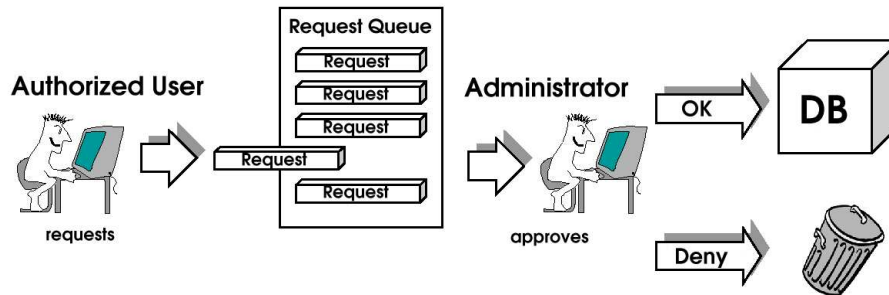 Authorized User
requests
Request Queue
Request
Request
Request
Request
Request
Administrator
approves
OK
DB
Deny